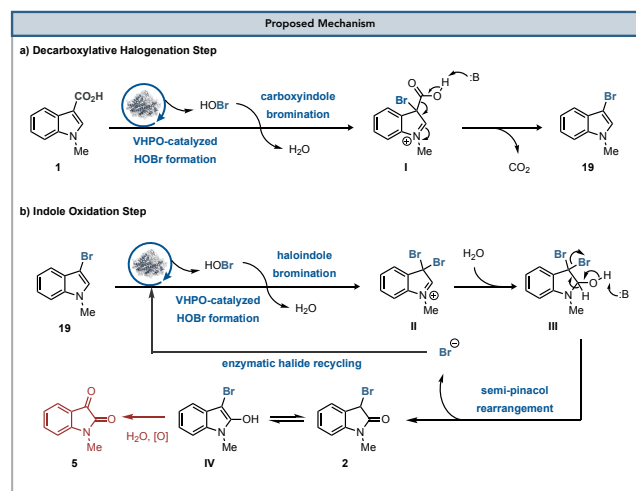 Proposed Mechanism
a) Decarboxylative Halogenation Step
CO₂H
N
Me
1
HOBr
VHPO-catalyzed
HOBr formation
carboxyindole
bromination
H₂O
O
Br
O
H
:B
N
⊕
Me
I
CO₂
Br
N
Me
19
b) Indole Oxidation Step
Br
N
Me
19
HOBr
VHPO-catalyzed
HOBr formation
haloindole
bromination
H₂O
Br
Br
N
⊕
Me
II
H₂O
Br
Br
O
H
H
:B
N
Me
III
enzymatic halide recycling
Br⊖
semi-pinacol
rearrangement
O
O
N
Me
5
H₂O, [O]
Br
OH
N
Me
IV
Br
O
N
Me
2